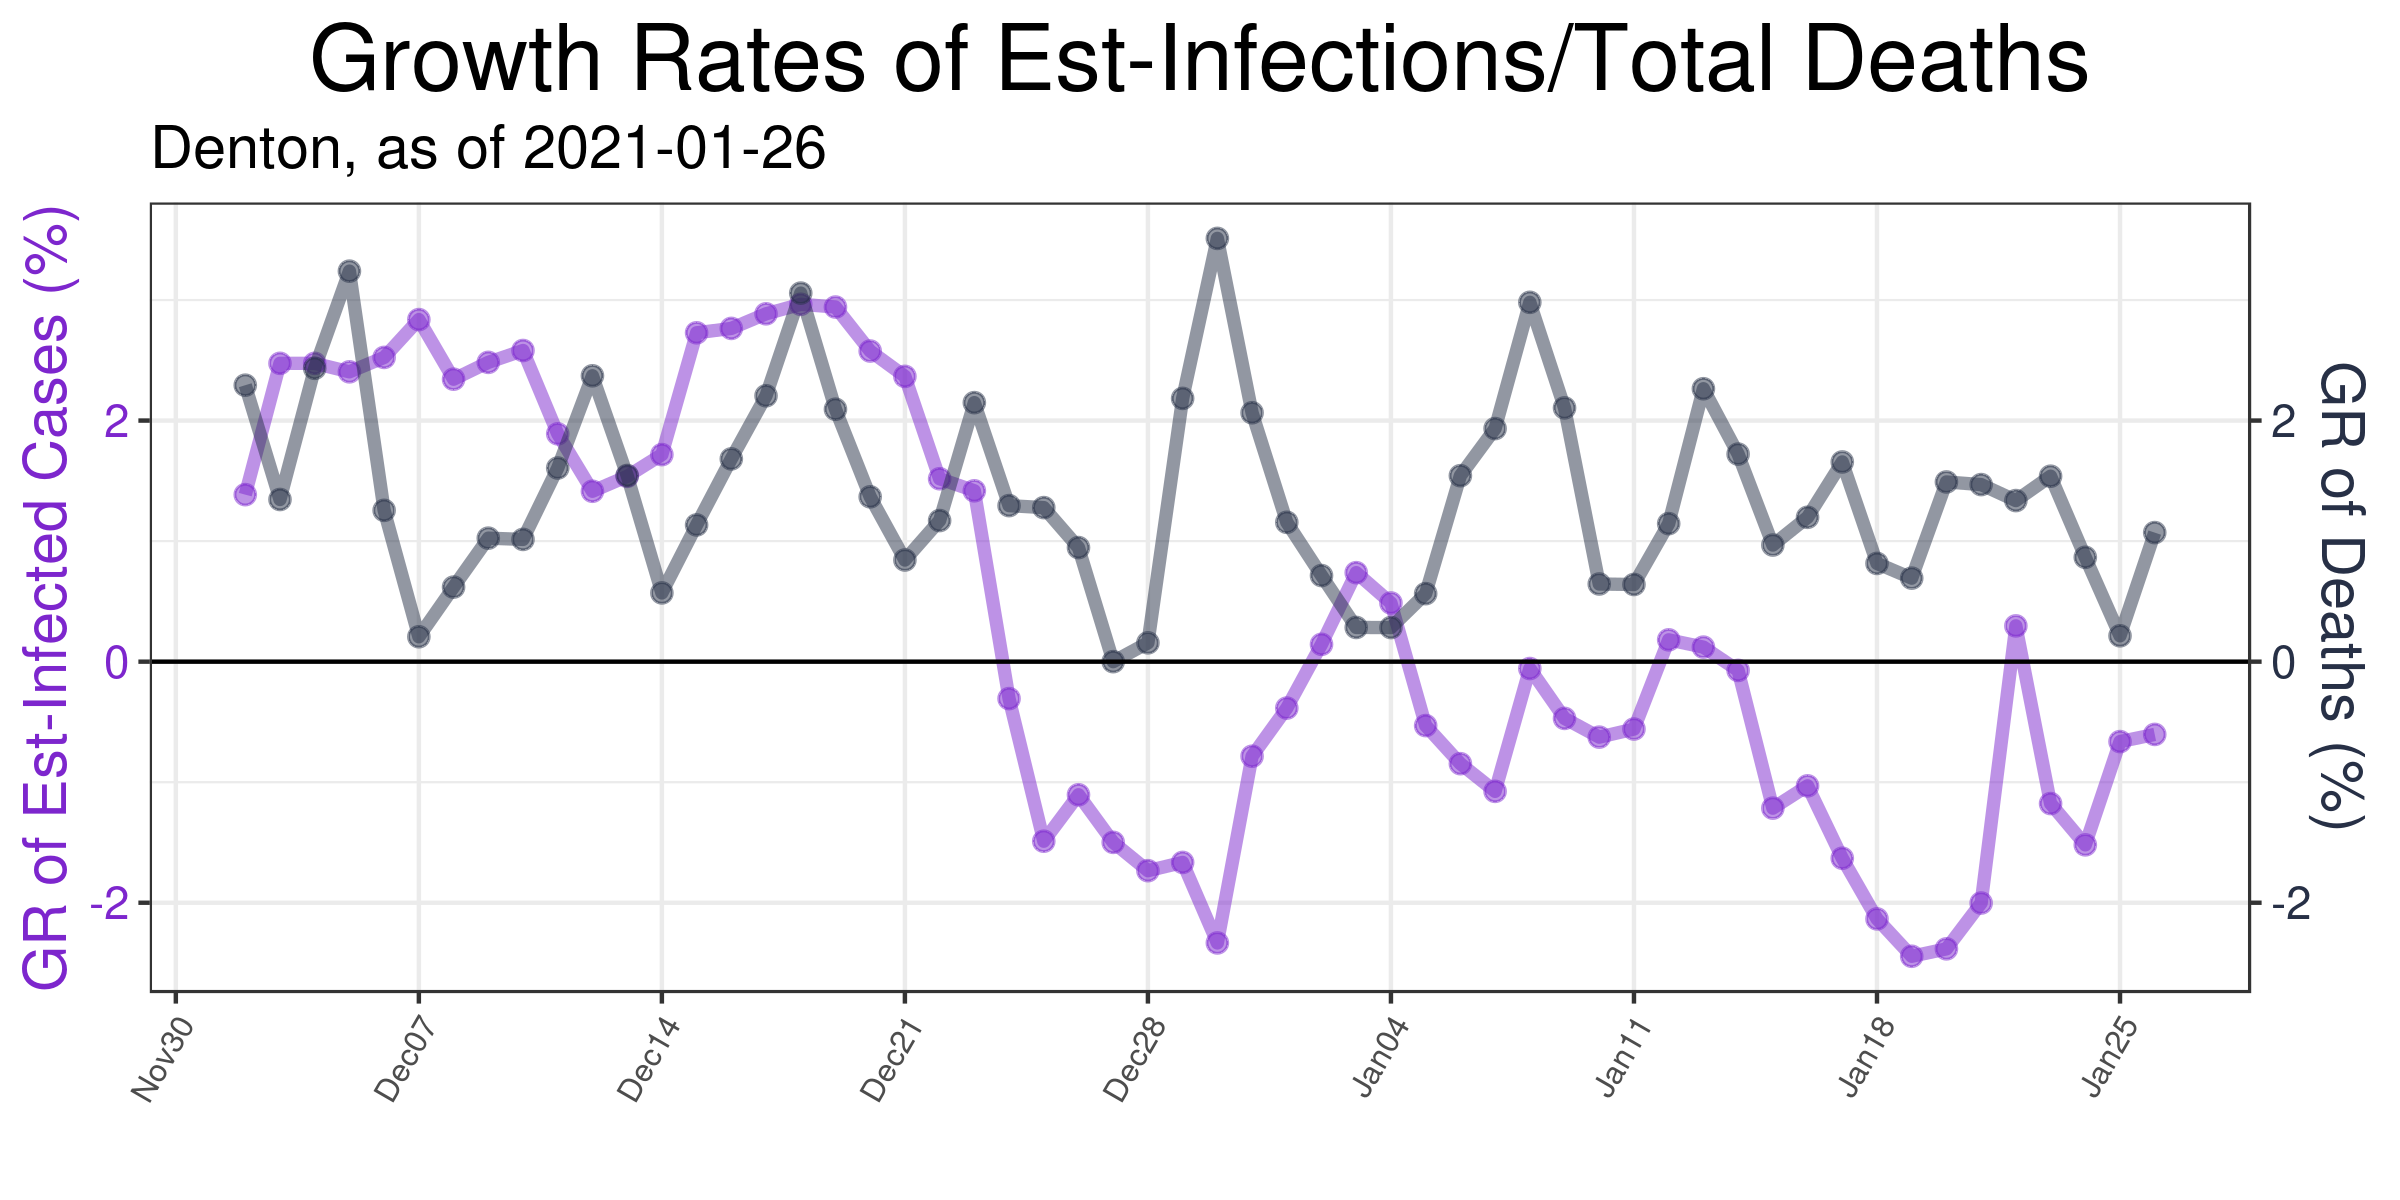 Growth Rates of Est-Infections/Total Deaths
Denton, as of 2021-01-26
GR of Est-Infected Cases (%)
2
0
-2
2
0
-2
GR of Deaths (%)
Nov30
Dec07
Dec14
Dec21
Dec28
Jan04
Jan11
Jan18
Jan25